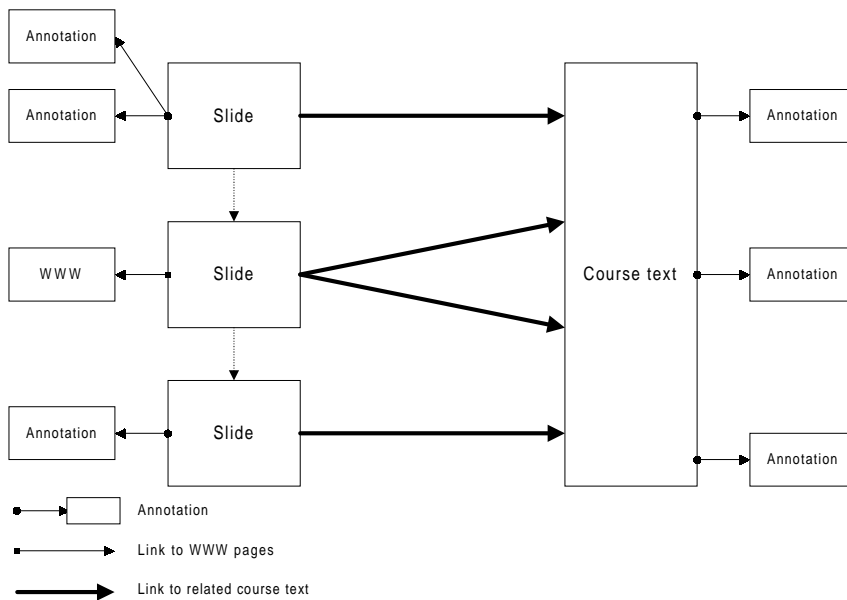 Annotation
Annotation
Slide
Annotation
WWW
Slide
Course text
Annotation
Annotation
Slide
Annotation
Annotation
Link to WWW pages
Link to related course text